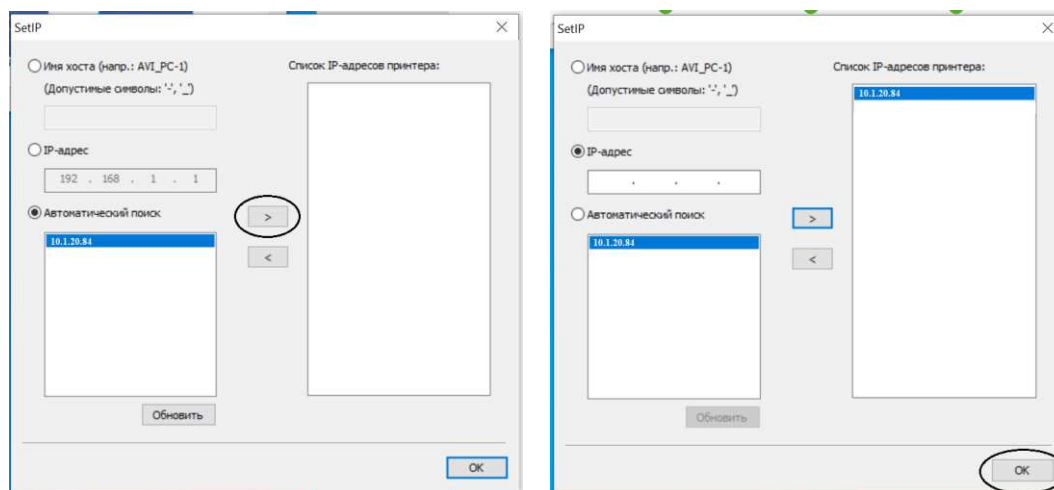 SetIP
Имя хоста (напр.: AVI_PC-1)
(Допустимые символы: '-', '_')
IP-адрес
192 . 168 . 1 . 1
Автоматический поиск
10.1.20.84
Обновить
>
<
Список IP-адресов принтера:
OK
SetIP
Имя хоста (напр.: AVI_PC-1)
(Допустимые символы: '-', '_')
IP-адрес
. . .
Автоматический поиск
10.1.20.84
Обновить
>
<
Список IP-адресов принтера:
10.1.20.84
OK